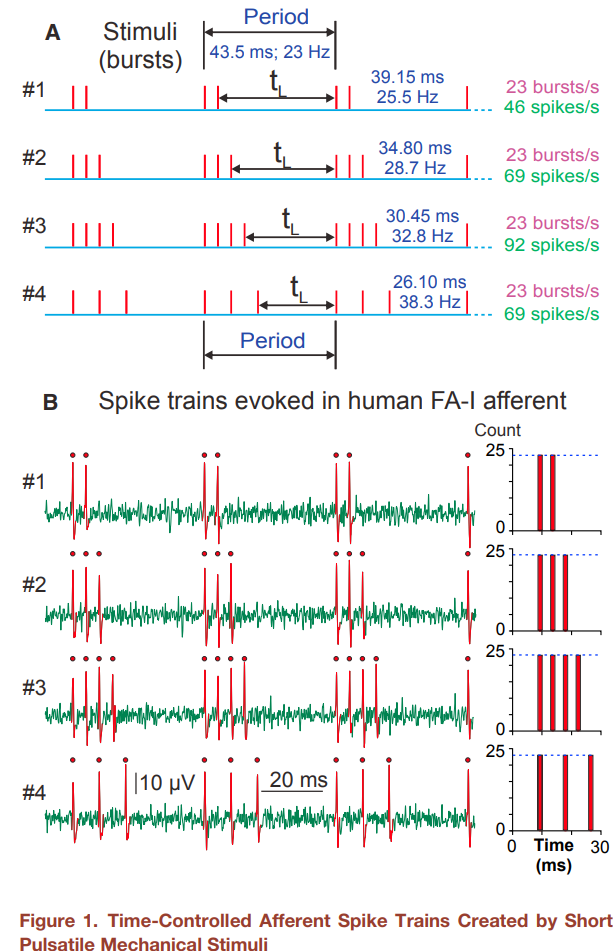 A
Stimuli
(bursts)
Period
43.5 ms; 23 Hz
#1
tL
39.15 ms
25.5 Hz
23 bursts/s
46 spikes/s
#2
tL
34.80 ms
28.7 Hz
23 bursts/s
69 spikes/s
#3
tL
30.45 ms
32.8 Hz
23 bursts/s
92 spikes/s
#4
tL
26.10 ms
38.3 Hz
23 bursts/s
69 spikes/s
Period
B Spike trains evoked in human FA-I afferent
Count
#1
25
0
#2
25
0
#3
25
0
#4
10 µV
20 ms
25
0
0 Time 30
(ms)
Figure 1. Time-Controlled Afferent Spike Trains Created by Short
Pulsatile Mechanical Stimuli